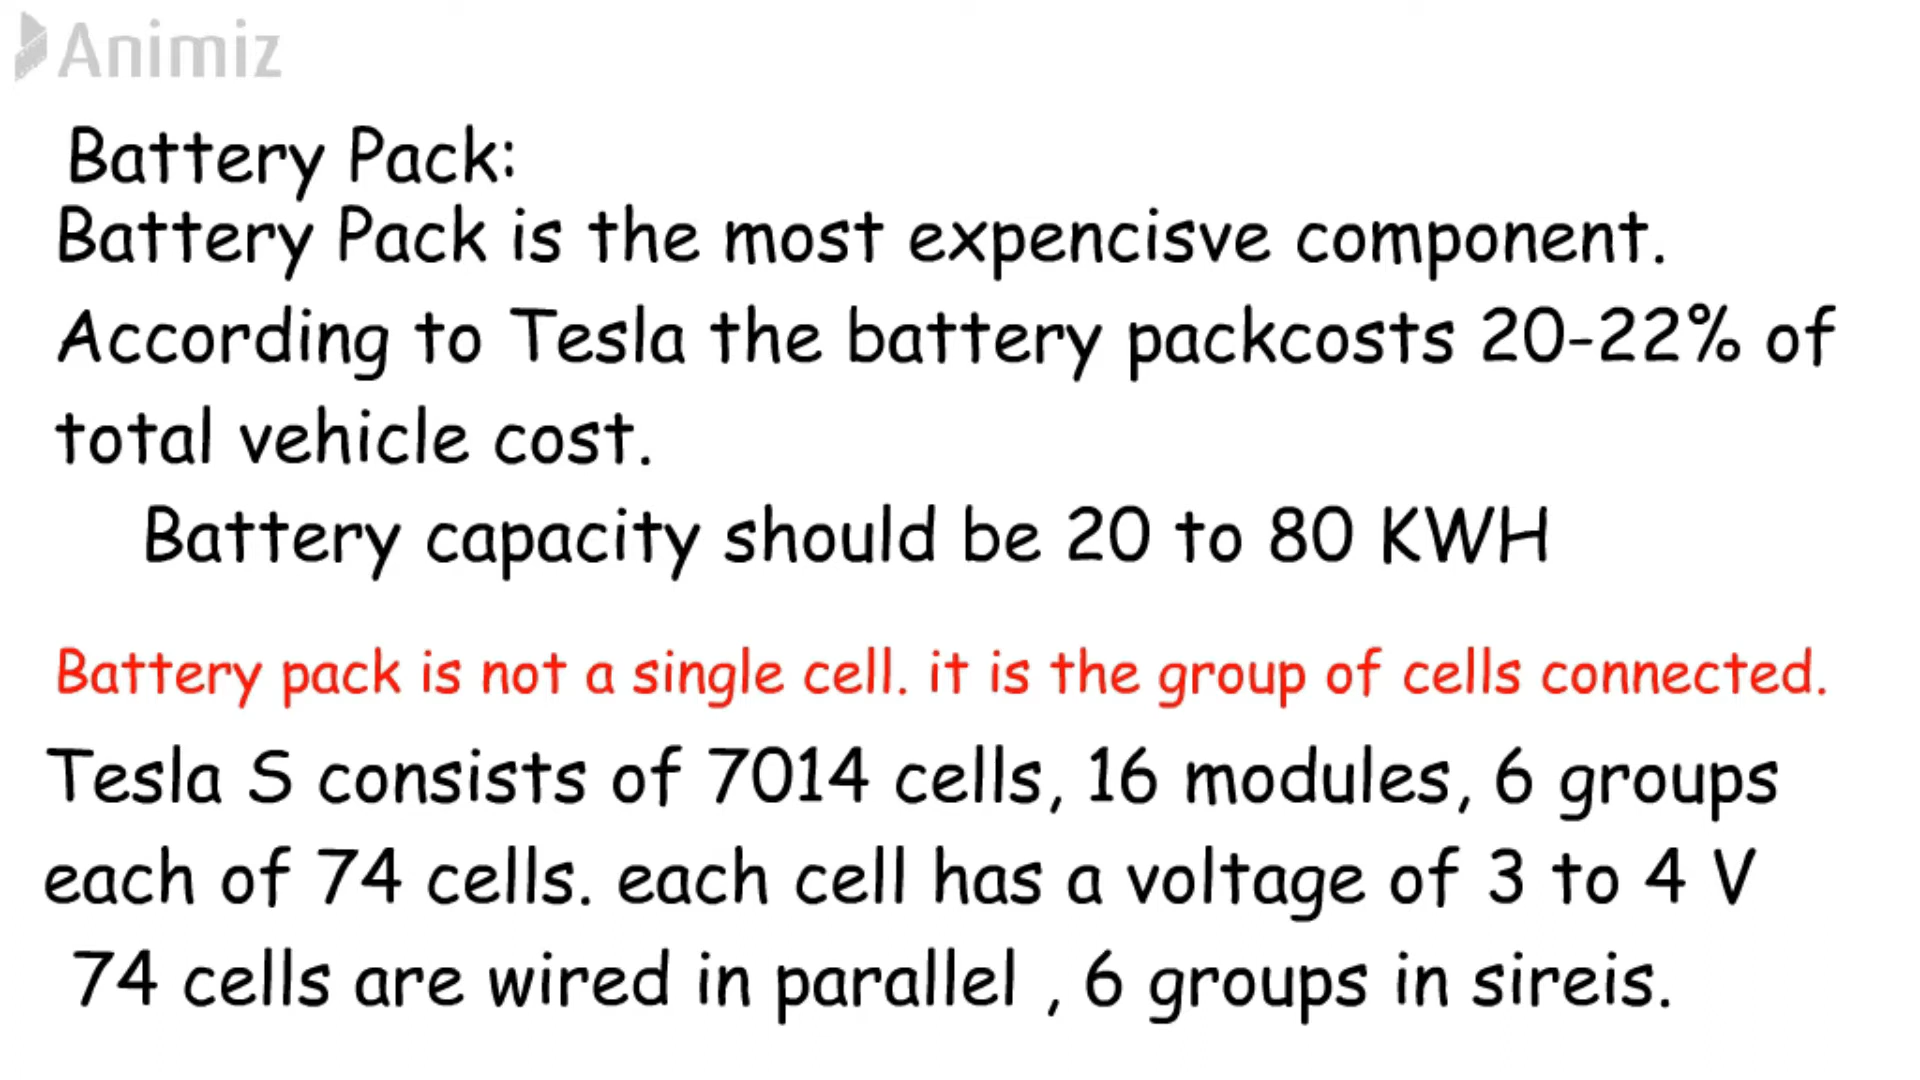 Animiz
Battery Pack:
Battery Pack is the most expencisve component.
According to Tesla the battery packcosts 20-22% of
total vehicle cost.
Battery capacity should be 20 to 80 KWH
Battery pack is not a single cell. it is the group of cells connected.
Tesla S consists of 7014 cells, 16 modules, 6 groups
each of 74 cells. each cell has a voltage of 3 to 4 V
74 cells are wired in parallel , 6 groups in sireis.